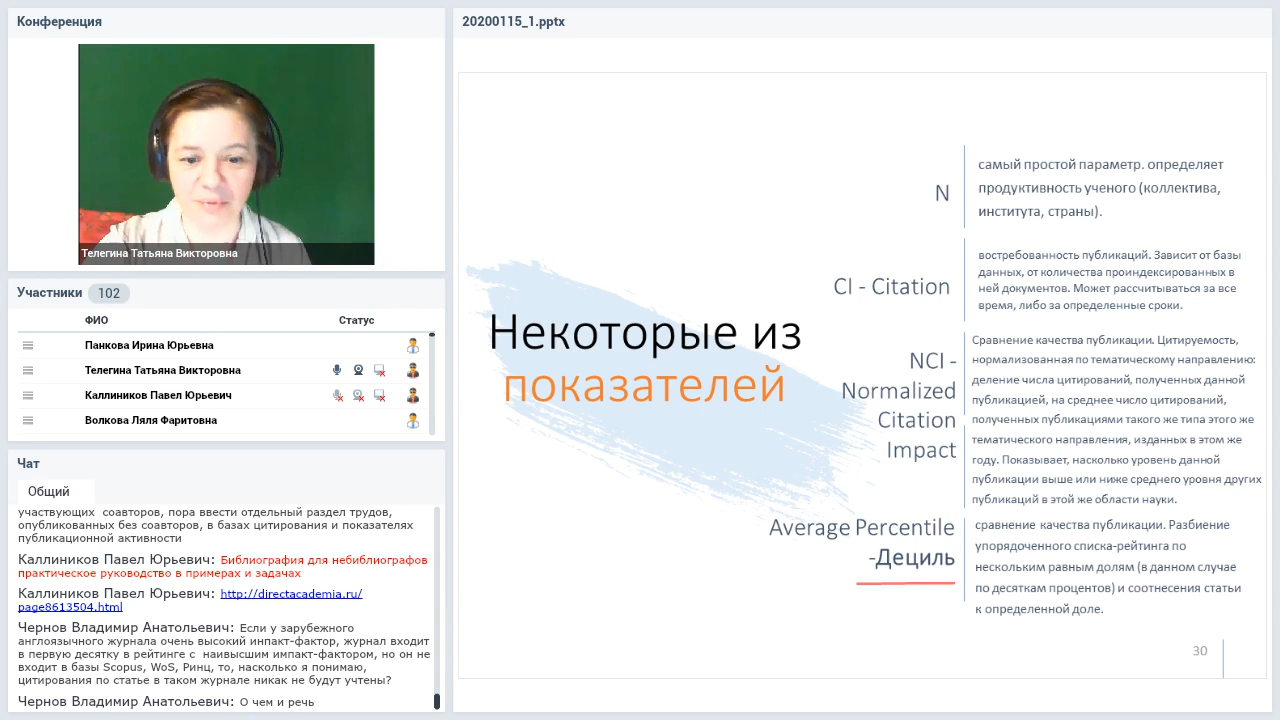 Конференция
Телегина Татьяна Викторовна
Участники 102
ФИО Статус
Панкова Ирина Юрьевна
Телегина Татьяна Викторовна
Каллиников Павел Юрьевич
Волкова Ляля Фаритовна
Чат
Общий
участвующих соавторов, пора ввести отдельный раздел трудов,
опубликованных без соавторов, в базах цитирования и показателях
публикационной активности
Каллиников Павел Юрьевич: Библиография для небиблиографов
практическое руководство в примерах и задачах
Каллиников Павел Юрьевич: http://directacademia.ru/
page8613504.html
Чернов Владимир Анатольевич: Если у зарубежного
англоязычного журнала очень высокий инпакт-фактор, журнал входит
в первую десятку в рейтинге с наивысшим импакт-фактором, но он не
входит в базы Scopus, WoS, Ринц, то, насколько я понимаю,
цитирования по статье в таком журнале никак не будут учтены?
Чернов Владимир Анатольевич: О чем и речь
20200115_1.pptx
Некоторые из
показателей
N
самый простой параметр. определяет
продуктивность ученого (коллектива,
института, страны).
CI - Citation
востребованность публикаций. Зависит от базы
данных, от количества проиндексированных в
ней документов. Может рассчитываться за все
время, либо за определенные сроки.
NCI -
Normalized
Citation
Impact
Сравнение качества публикации. Цитируемость,
нормализованная по тематическому направлению:
деление числа цитирований, полученных данной
публикацией, на среднее число цитирований,
полученных публикациями такого же типа этого же
тематического направления, изданных в этом же
году. Показывает, насколько уровень данной
публикации выше или ниже среднего уровня других
публикаций в этой же области науки.
Average Percentile
-Дециль
сравнение качества публикации. Разбиение
упорядоченного списка-рейтинга по
нескольким равным долям (в данном случае
по десяткам процентов) и соотнесения статьи
к определенной доле.
30